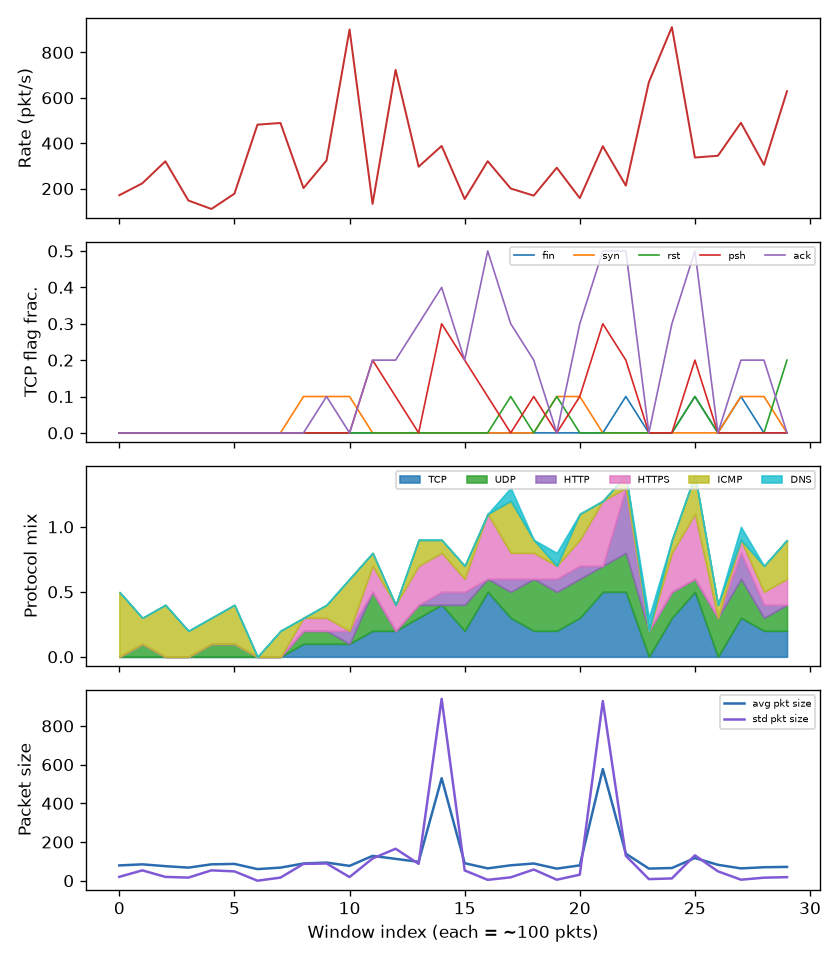 Rate (pkt/s)
800
600
400
200
TCP flag frac.
0.5
0.4
0.3
0.2
0.1
0.0
fin syn rst psh ack
Protocol mix
1.0
0.5
0.0
TCP UDP HTTP HTTPS ICMP DNS
Packet size
800
600
400
200
0
avg pkt size
std pkt size
0 5 10 15 20 25 30
Window index (each = ~100 pkts)